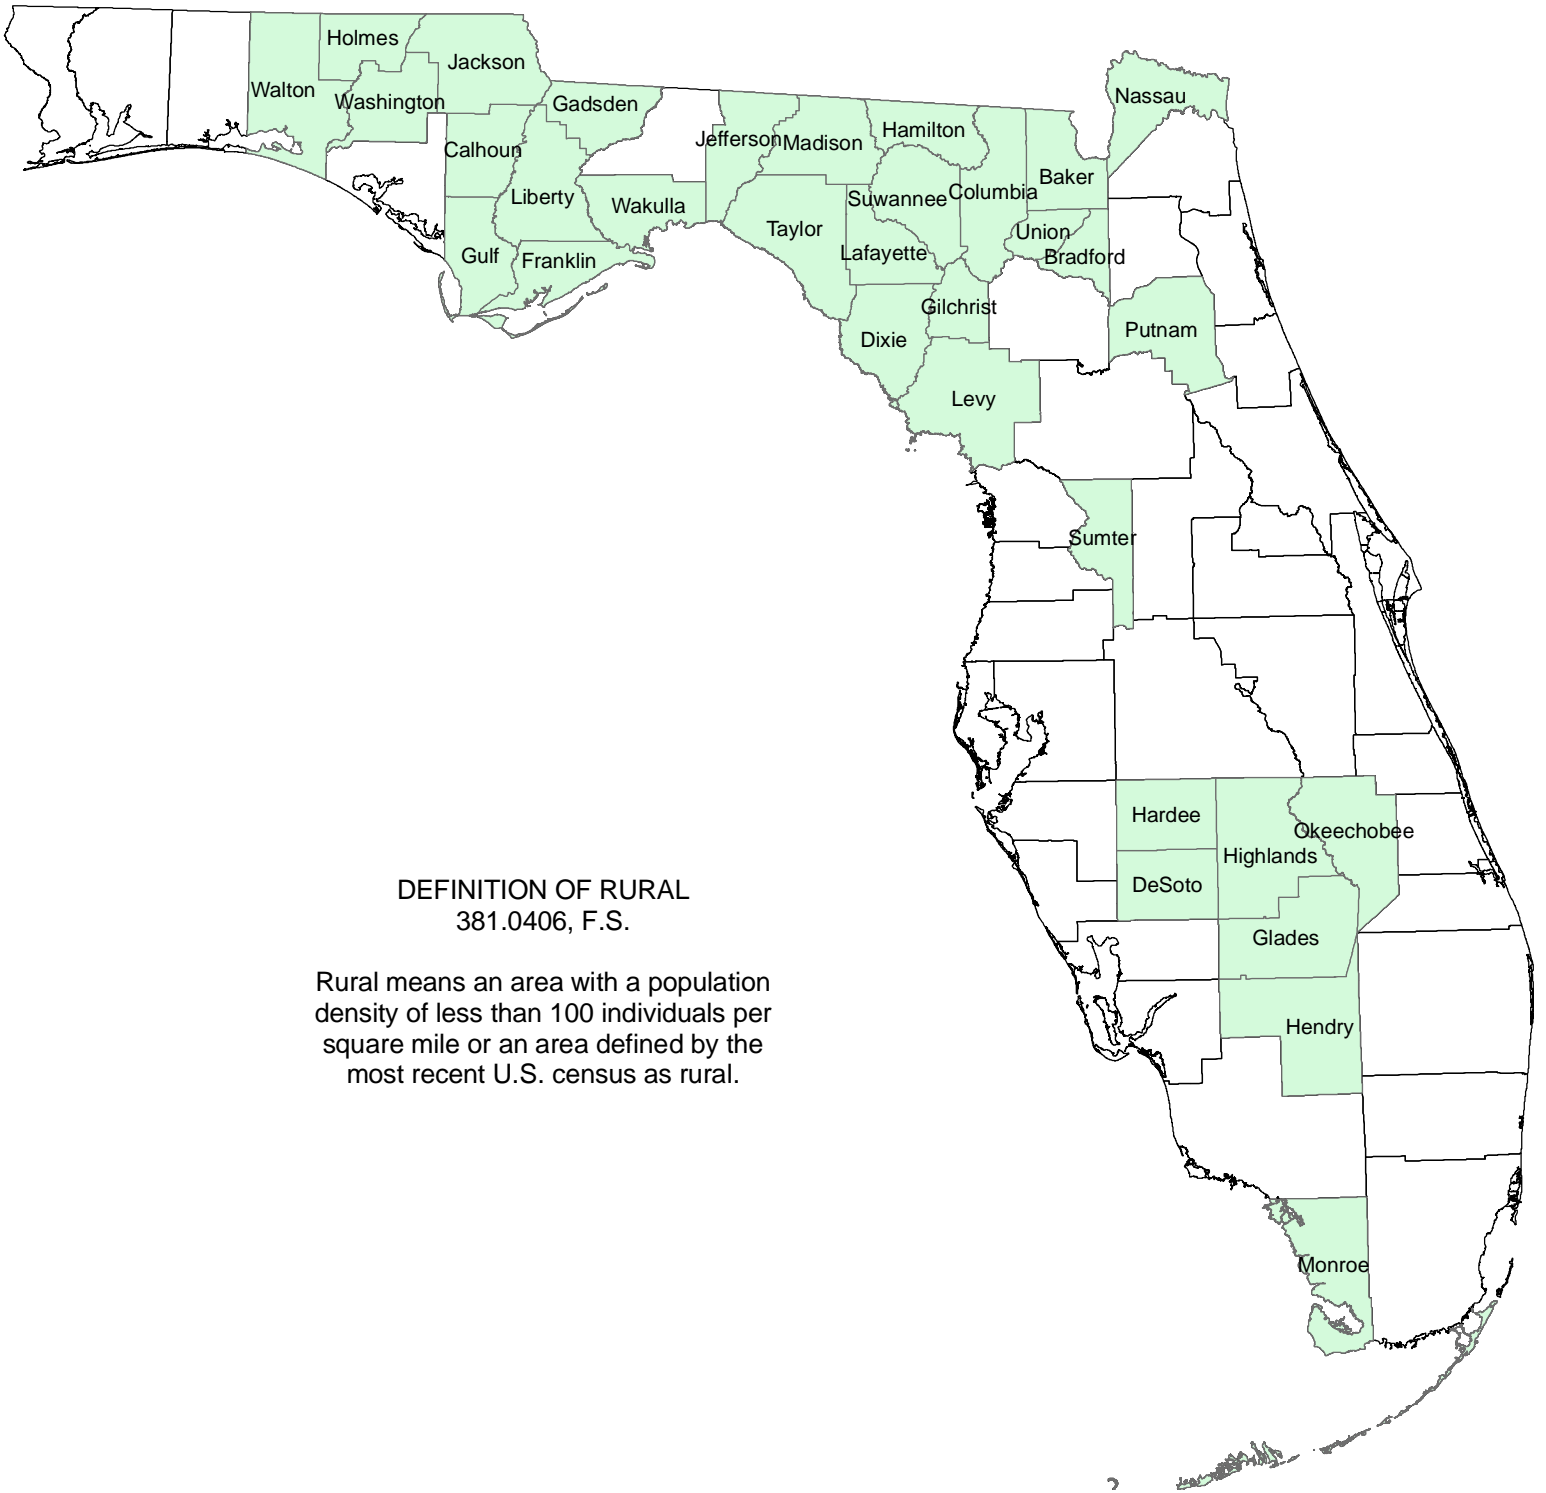 Holmes
Jackson
Walton
Washington
Gadsden
Nassau
Jefferson
Madison
Hamilton
Calhoun
Liberty
Wakulla
Suwannee
Columbia
Baker
Taylor
Lafayette
Union
Bradford
Gulf
Franklin
Gilchrist
Dixie
Putnam
Levy
Sumter
Hardee
Okeechobee
Highlands
DeSoto
Glades
Hendry
Monroe
DEFINITION OF RURAL
381.0406, F.S.
Rural means an area with a population
density of less than 100 individuals per
square mile or an area defined by the
most recent U.S. census as rural.